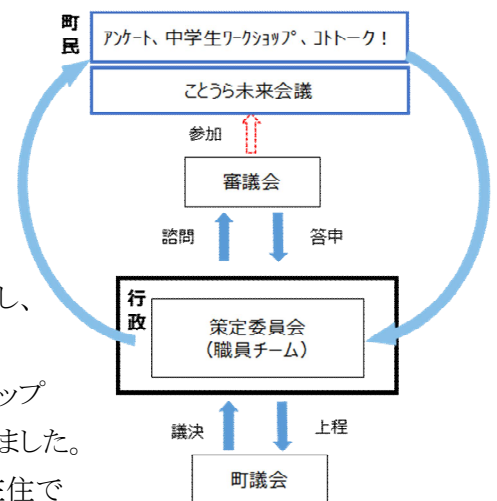 町民
アンケート、中学生ワークショップ、コトトーク！
ことうら未来会議
参加
審議会
諮問
答申
し、
行政
策定委員会
（職員チーム）
ップ
ました。
議決
上程
在住で
町議会